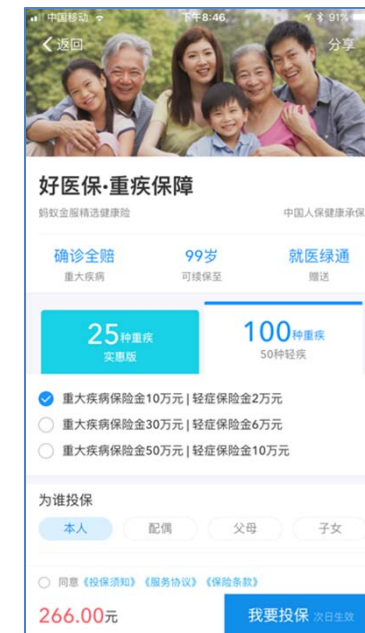 中国移动 下午8:46 91%
返回 分享
好医保·重疾保障
蚂蚁金服精选健康险 中国人保健康承保
确诊全赔 99岁 就医绿通
重大疾病 可续保至 赠送
25种重疾 100种重疾
实惠版 50种轻疾
重大疾病保险金10万元 | 轻症保险金2万元
重大疾病保险金30万元 | 轻症保险金6万元
重大疾病保险金50万元 | 轻症保险金10万元
为谁投保
本人 配偶 父母 子女
同意《投保须知》《服务协议》《保险条款》
266.00元 我要投保 次日生效